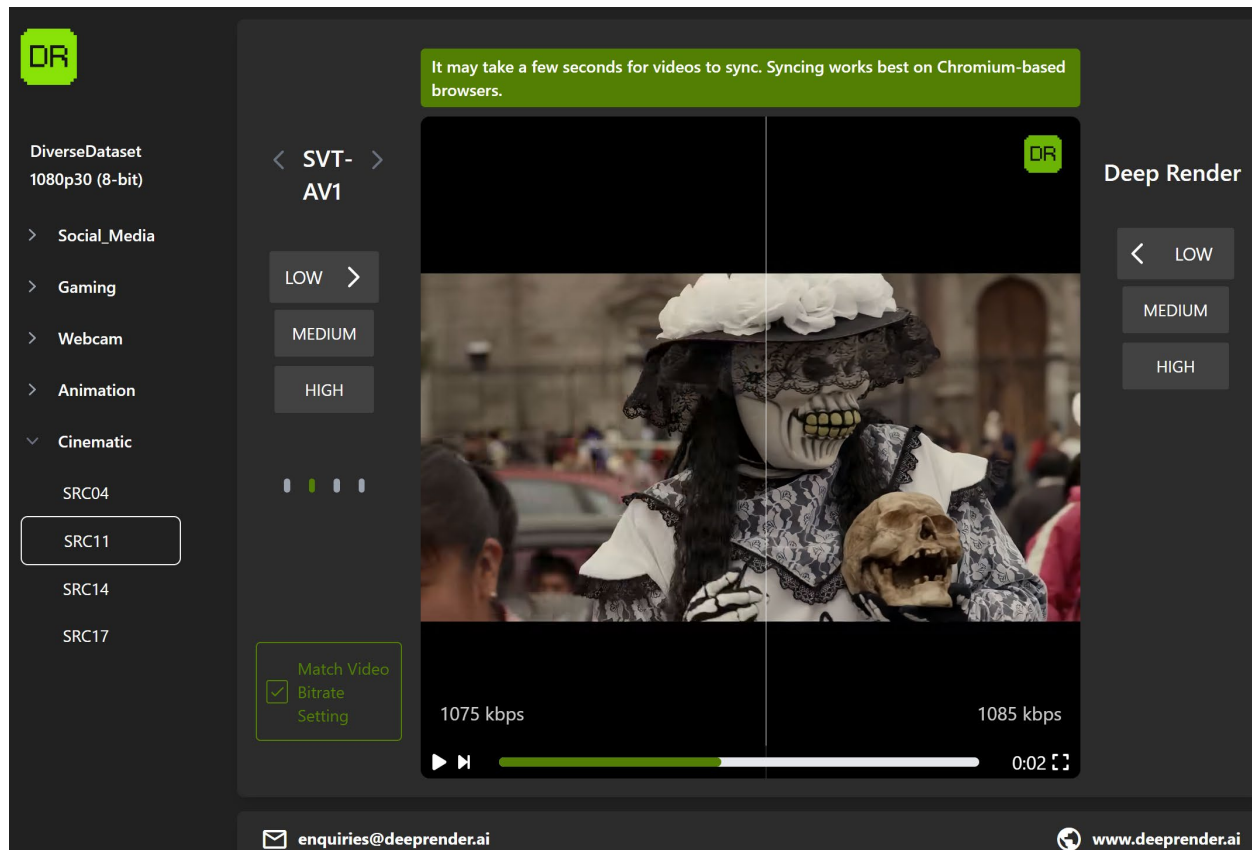 DR
DiverseDataset
1080p30 (8-bit)
Social_Media
Gaming
Webcam
Animation
Cinematic
SRC04
SRC11
SRC14
SRC17
SVT-
AV1
LOW
MEDIUM
HIGH
Match Video
Bitrate
Setting
It may take a few seconds for videos to sync. Syncing works best on Chromium-based
browsers.
DR
1075 kbps
1085 kbps
0:02
Deep Render
LOW
MEDIUM
HIGH
enquiries@deeprender.ai
www.deeprender.ai